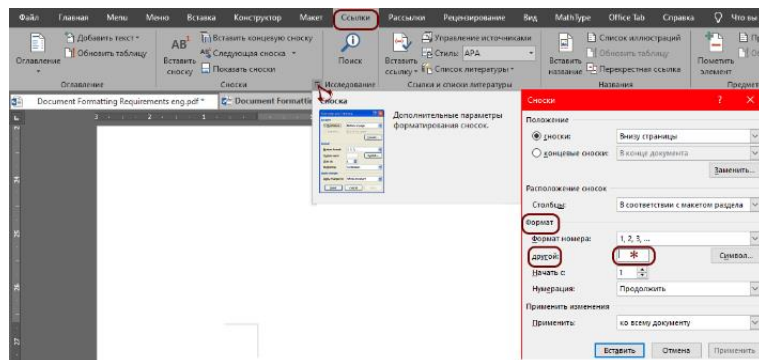 Файл Главная Меню Меню Вставка Конструктор Макет Ссылки Рассылки Рецензирование Вид MathType Office Tab Справка Что вы
Добавить текст
Обновить таблицу
Оглавление
Оглавление
AB¹
Вставить сноску
Вставить концевую сноску
Следующая сноска
Показать сноски
Сноски
Поиск
Исследование
Вставить ссылку
Управление источниками
Стиль: APA
Список литературы
Ссылки и списки литературы
Вставить название
Список иллюстраций
Обновить таблицу
Перекрестная ссылка
Названия
Пометить элемент
Предмет
Document Formatting Requirements eng.pdf *
Document Formatti
Сноска
Дополнительные параметры
форматирования сносок.
Сноски ? ×
Положение
сноски: Внизу страницы
концевые сноски: В конце документа
Заменить...
Расположение сносок
Столбцы: В соответствии с макетом раздела
Формат
Формат номера: 1, 2, 3, ...
другой: * Символ...
Начать с: 1
Нумерация: Продолжить
Применить изменения
Применить: ко всему документу
Вставить Отмена Применить